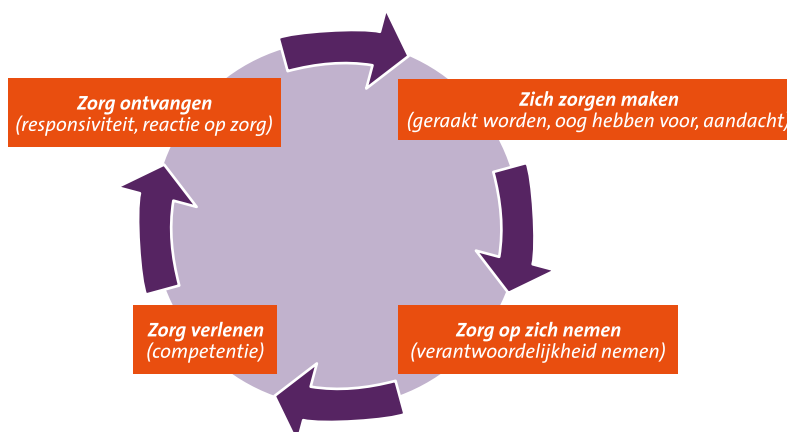 Zorg ontvangen
(responsiviteit, reactie op zorg)
Zich zorgen maken
(geraakt worden, oog hebben voor, aandacht)
Zorg verlenen
(competentie)
Zorg op zich nemen
(verantwoordelijkheid nemen)